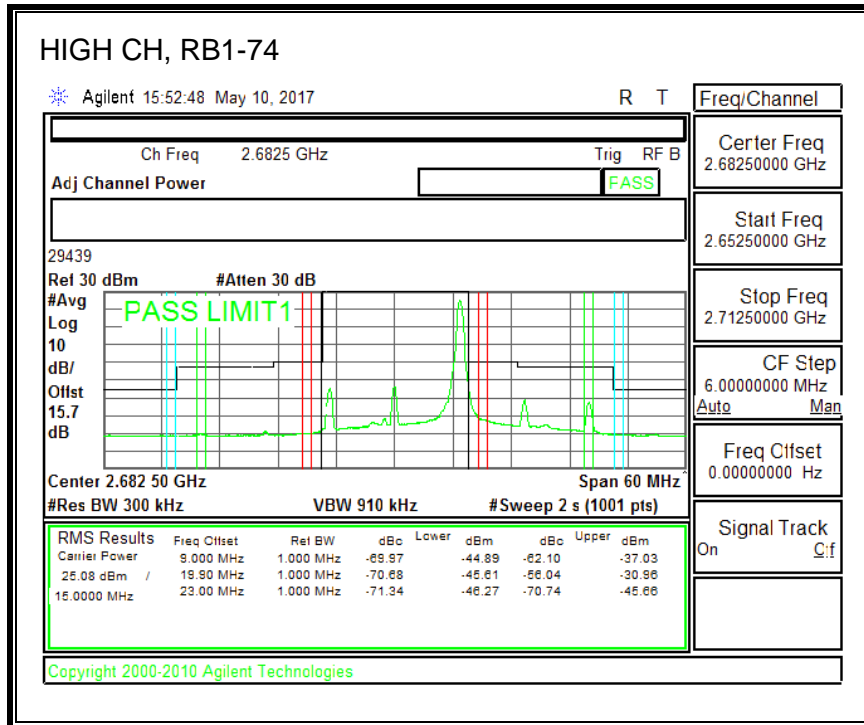 HIGH CH, RB1-74
Agilent 15:52:48 May 10, 2017 R T
Freq/Channel
Ch Freq 2.6825 GHz Trig RF B
Adj Channel Power PASS
Center Freq
2.68250000 GHz
Start Freq
2.65250000 GHz
Stop Freq
2.71250000 GHz
CF Step
6.00000000 MHz
Auto Man
Freq Offset
0.00000000 Hz
Signal Track
On Off
29439
Ref 30 dBm #Atten 30 dB
#Avg
Log
10
dB/
Offst
15.7
dB
PASS LIMIT1
Center 2.682 50 GHz Span 60 MHz
#Res BW 300 kHz VBW 910 kHz #Sweep 2 s (1001 pts)
RMS Results Freq Offset Ref BW dBc Lower dBm dBc Upper dBm
Carrier Power 9.000 MHz 1.000 MHz -69.97 -44.89 -62.10 -37.03
25.08 dBm / 19.90 MHz 1.000 MHz -70.68 -45.61 -56.04 -30.96
15.0000 MHz 23.00 MHz 1.000 MHz -71.34 -46.27 -70.74 -45.66
Copyright 2000-2010 Agilent Technologies